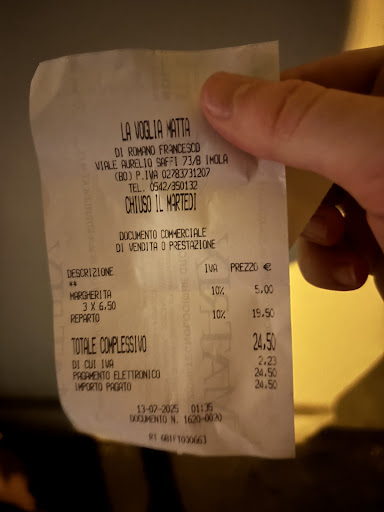 LA VOGLIA MATTA
DI ROMANO FRANCESCO
VIALE AURELIO SAFFI 73/B IMOLA
(BO) P.IVA 02783731207
TEL. 0542/350132
CHIUSO IL MARTEDI
DOCUMENTO COMMERCIALE
DI VENDITA O PRESTAZIONE
DESCRIZIONE IVA PREZZO €
**
MARGHERITA 10% 5,00
3 X 6,50
REPARTO 10% 19,50
TOTALE COMPLESSIVO 24,50
DI CUI IVA 2,23
PAGAMENTO ELETTRONICO 24,50
IMPORTO PAGATO 24,50
13-07-2025 01:35
DOCUMENTO N. 1620-0020